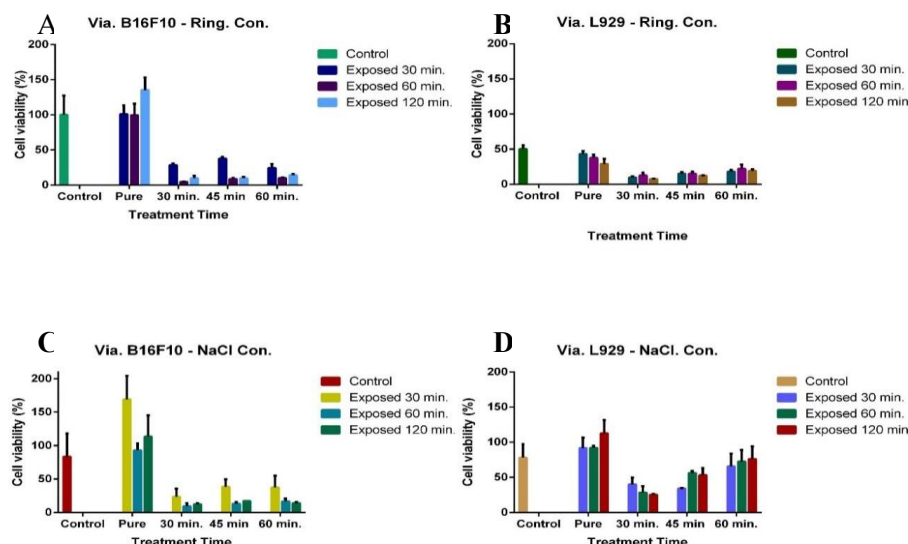 A
Via. B16F10 - Ring. Con.
200
150
100
50
0
Cell viability (%)
Control
Pure
30 min.
45 min
60 min.
Treatment Time
Control
Exposed 30 min.
Exposed 60 min.
Exposed 120 min.
B
Via. L929 - Ring. Con.
200
150
100
50
0
Cell viability (%)
Control
Pure
30 min.
45 min
60 min.
Treatment Time
Control
Exposed 30 min.
Exposed 60 min.
Exposed 120 min
C
Via. B16F10 - NaCl Con.
200
150
100
50
0
Cell viability (%)
Control
Pure
30 min.
45 min
60 min.
Treatment Time
Control
Exposed 30 min.
Exposed 60 min.
Exposed 120 min.
D
Via. L929 - NaCl. Con.
200
150
100
50
0
Cell viability (%)
Control
Pure
30 min.
45 min
60 min.
Treatment Time
Control
Exposed 30 min.
Exposed 60 min.
Exposed 120 min